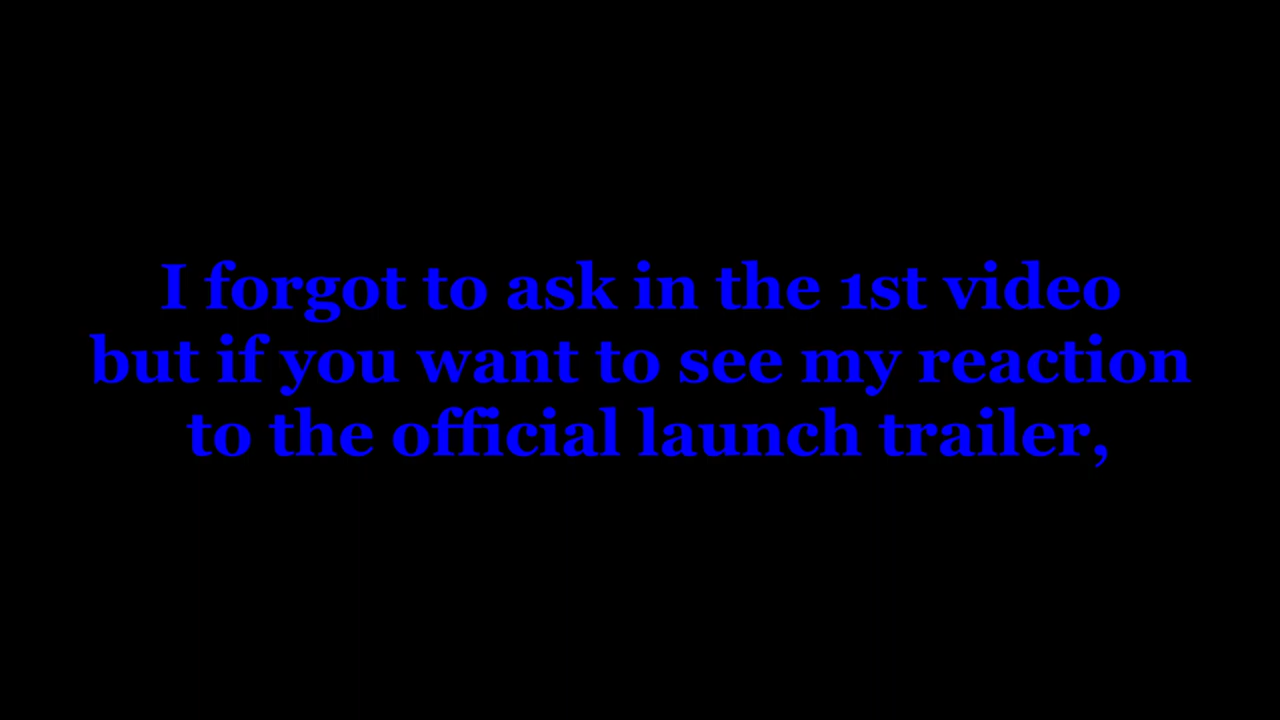 I forgot to ask in the 1st video
but if you want to see my reaction
to the official launch trailer,